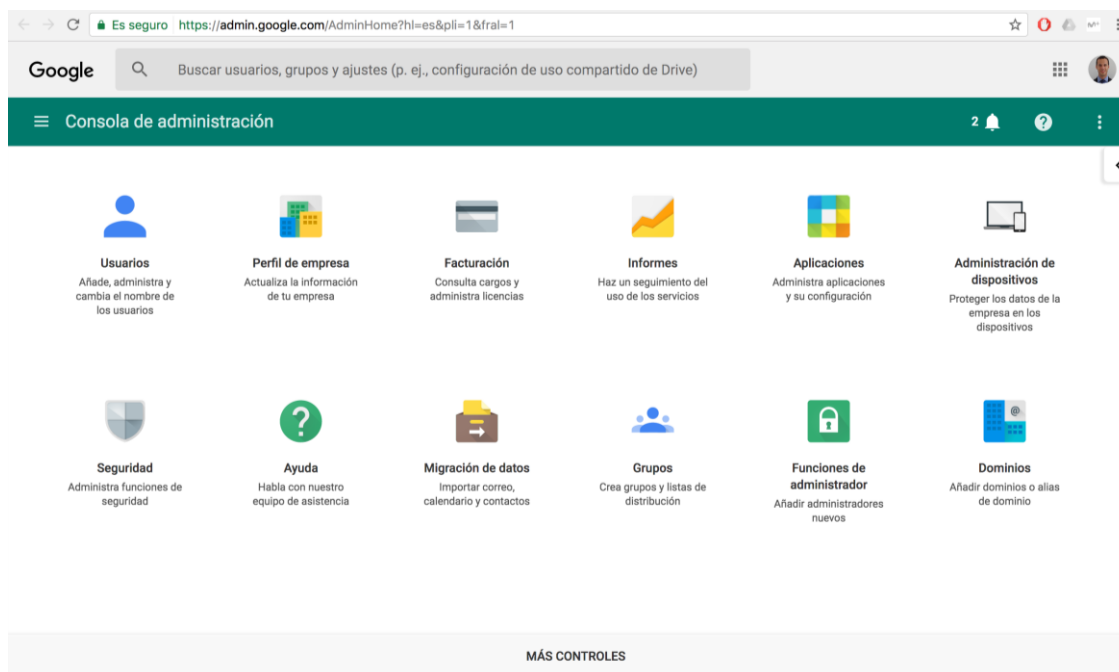 Es seguro https://admin.google.com/AdminHome?hl=es&pli=1&fral=1
Google Buscar usuarios, grupos y ajustes (p. ej., configuración de uso compartido de Drive)
Consola de administración 2 ?
Usuarios
Añade, administra y
cambia el nombre de
los usuarios
Perfil de empresa
Actualiza la información
de tu empresa
Facturación
Consulta cargos y
administra licencias
Informes
Haz un seguimiento del
uso de los servicios
Aplicaciones
Administra aplicaciones
y su configuración
Administración de
dispositivos
Proteger los datos de la
empresa en los
dispositivos
Seguridad
Administra funciones de
seguridad
?
Ayuda
Habla con nuestro
equipo de asistencia
Migración de datos
Importar correo,
calendario y contactos
Grupos
Crea grupos y listas de
distribución
Funciones de
administrador
Añadir administradores
nuevos
@
Dominios
Añadir dominios o alias
de dominio
MÁS CONTROLES